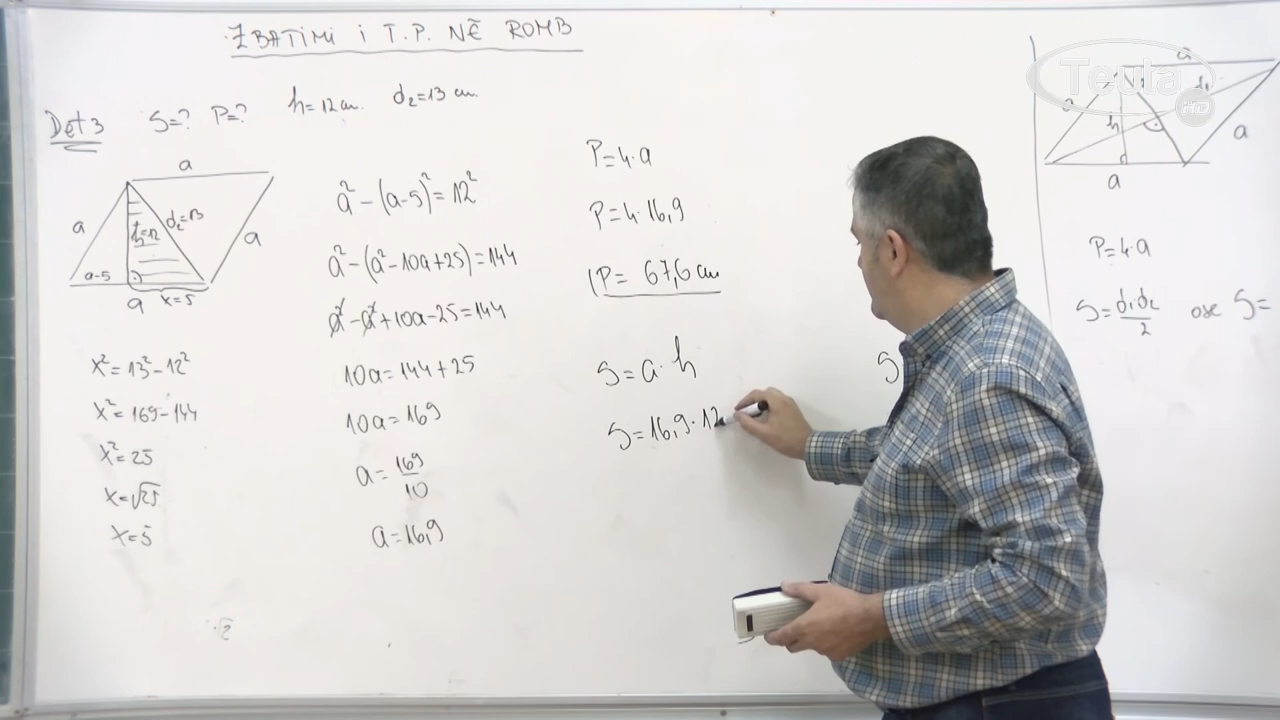 ZBATIMI I T.P. NË ROMB
Det 3 S=? P=? h=12 cm. d₂=13 cm.
a
a
h=12
d₂=13
a
a-5
a
x=5
x²=13²-12²
x²=169-144
x²=25
x=√25
x=5
a²-(a-5)²=12²
a²-(a²-10a+25)=144
a²-a²+10a-25=144
10a=144+25
10a=169
a=169/10
a=16,9
P=4·a
P=4·16,9
P=67,6 cm
S=a·h
S=16,9·12
S
Teuta
HD
a
a
h
d₁
a
a
P=4·a
S=d₁·d₂/2 ose S=